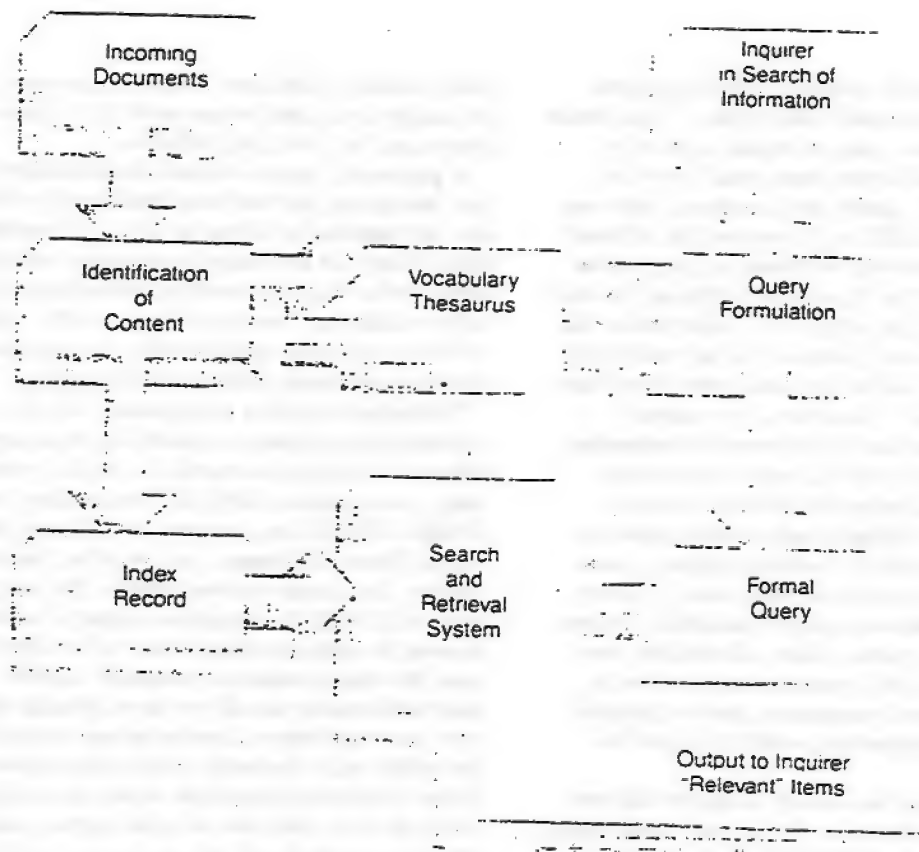 Incoming
Documents
Inquirer
in Search of
Information
Identification
of
Content
Vocabulary
Thesaurus
Query
Formulation
Index
Record
Search
and
Retrieval
System
Formal
Query
Output to Inquirer
"Relevant" Items